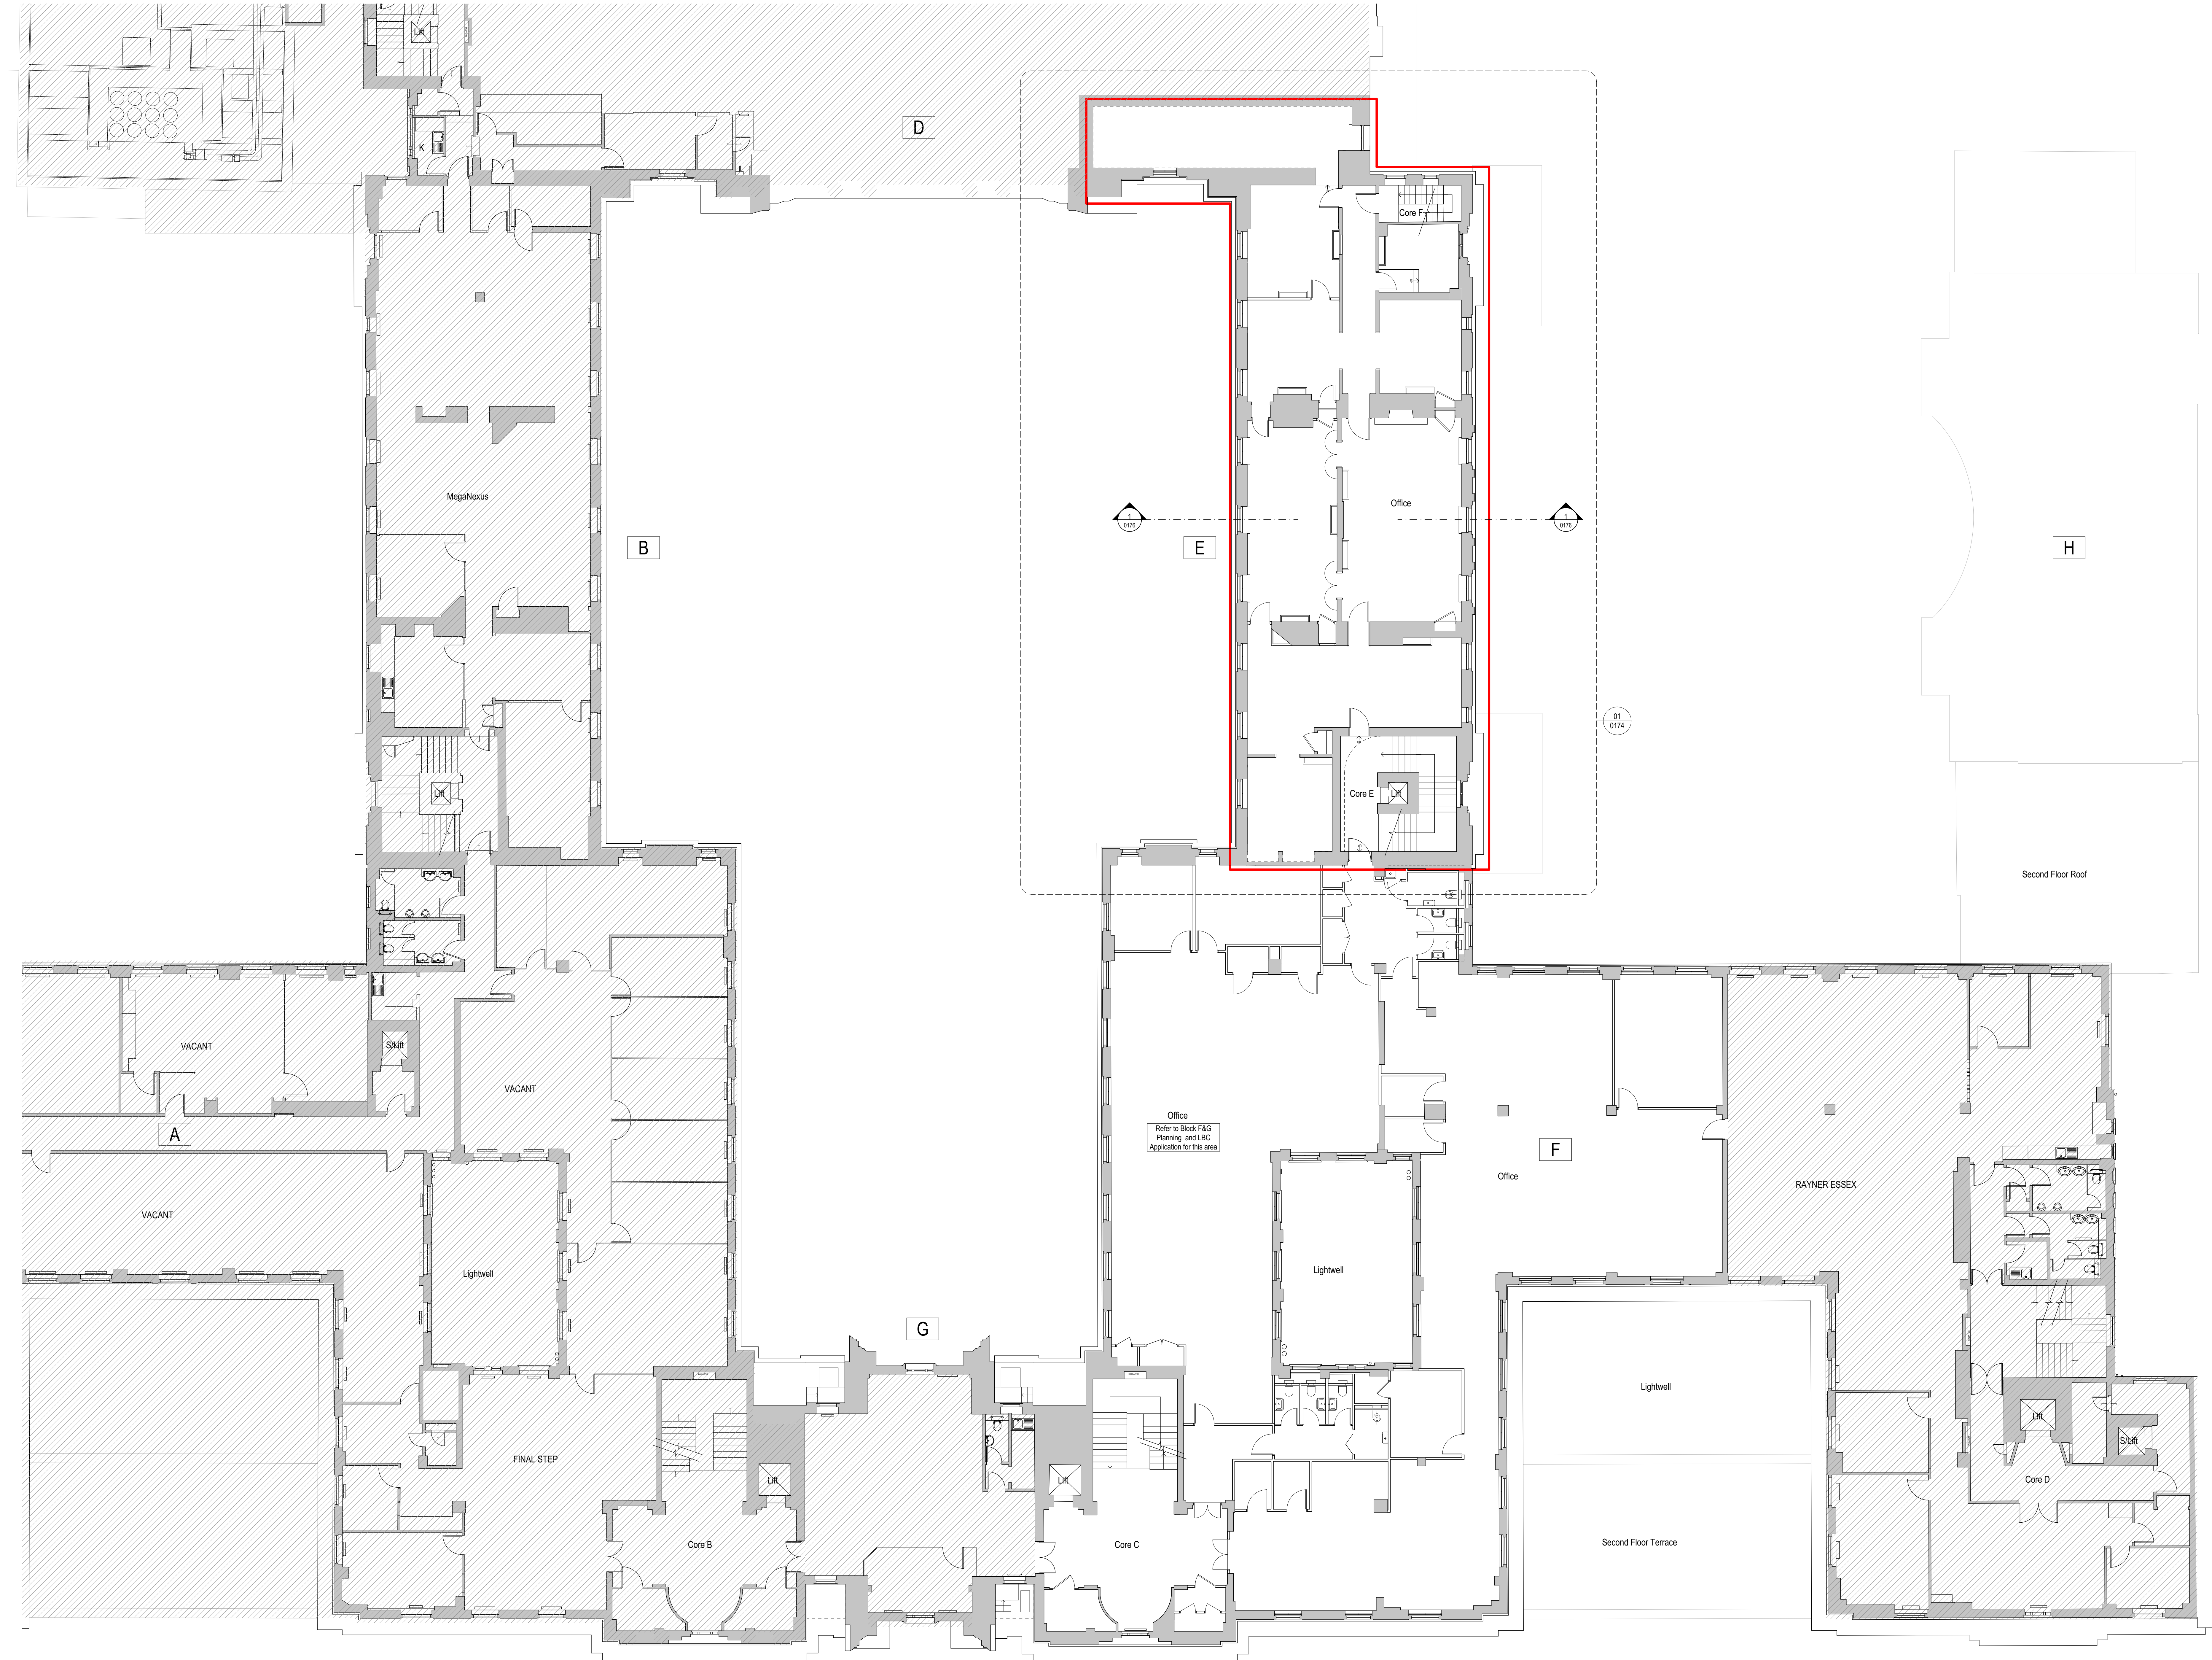 Lift
D
K
Core F
MegaNexus
Office
1
0176
1
0176
B
E
H
01
0174
Lift
Core E
Lift
Second Floor Roof
S/Lift
VACANT
VACANT
Office
Refer to Block F&G
Planning and LBC
Application for this area
A
F
Office
RAYNER ESSEX
VACANT
Lightwell
Lightwell
G
Lightwell
Lift
S/Lift
FINAL STEP
Lift
Lift
Core D
Core B
Core C
Second Floor Terrace